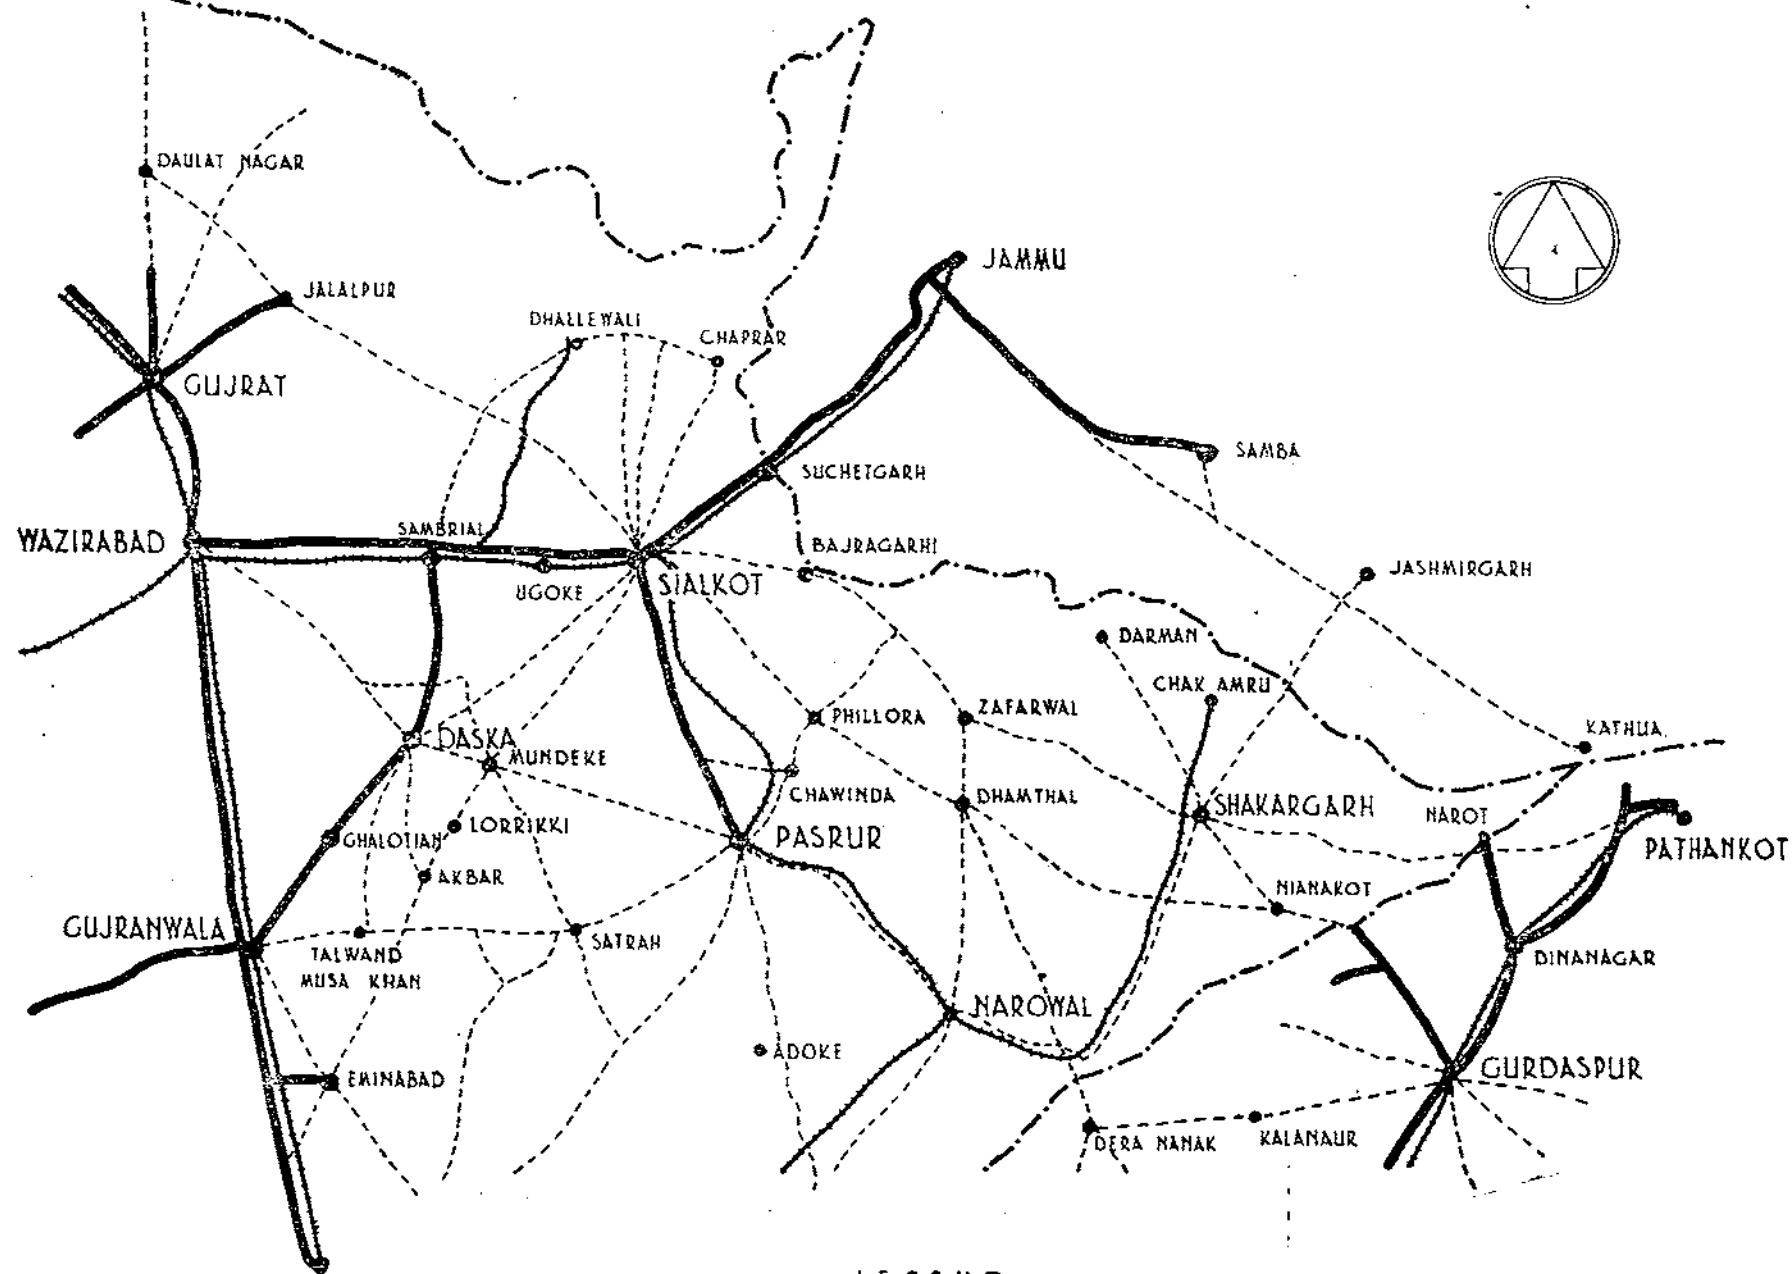 DAULAT NAGAR
JAMMU
JALALPUR
DHALLEWALI
CHAPRAR
GUJRAT
SAMBA
SUCHETGARH
SAMBRIAL
WAZIRABAD
BAJRAGARHI
JASHMIRGARH
UGOKE
SIALKOT
DARMAN
CHAK AMRU
PHILLORA
ZAFARWAL
KATHUA
DASKA
MUNDEKE
CHAWINDA
DHAMTHAL
SHAKARGARH
NAROT
GHALOTIAN
LORRIKKI
PASRUR
PATHANKOT
AKBAR
NIANAKOT
GUJRANWALA
SATRAH
TALWAND
MUSA KHAN
DINANAGAR
NAROWAL
ADOKE
EMINABAD
GURDASPUR
DERA NANAK
KALANAUR